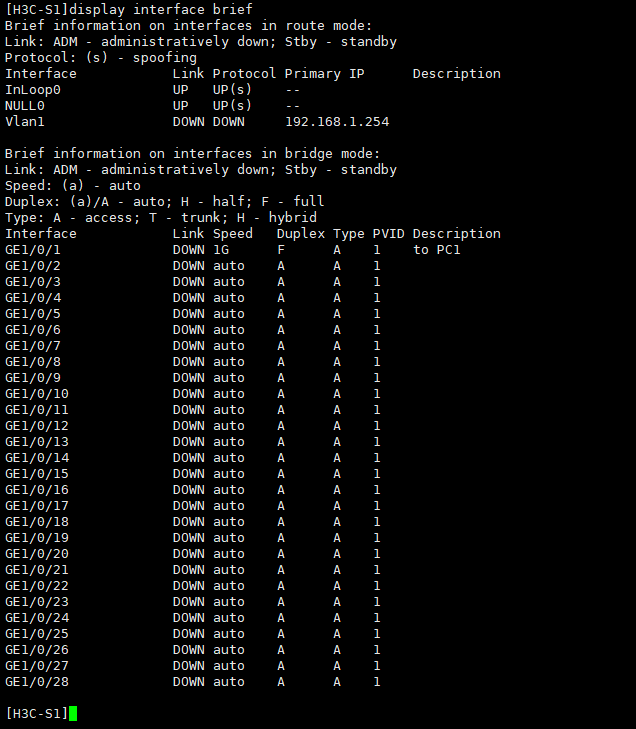 [H3C-S1]display interface brief
Brief information on interfaces in route mode:
Link: ADM - administratively down; Stby - standby
Protocol: (s) - spoofing
Interface            Link Protocol Primary IP      Description
InLoop0              UP   UP(s)    --
NULL0                UP   UP(s)    --
Vlan1                DOWN DOWN     192.168.1.254

Brief information on interfaces in bridge mode:
Link: ADM - administratively down; Stby - standby
Speed: (a) - auto
Duplex: (a)/A - auto; H - half; F - full
Type: A - access; T - trunk; H - hybrid
Interface            Link Speed   Duplex Type PVID Description
GE1/0/1              DOWN 1G      F      A    1    to PC1
GE1/0/2              DOWN auto    A      A    1
GE1/0/3              DOWN auto    A      A    1
GE1/0/4              DOWN auto    A      A    1
GE1/0/5              DOWN auto    A      A    1
GE1/0/6              DOWN auto    A      A    1
GE1/0/7              DOWN auto    A      A    1
GE1/0/8              DOWN auto    A      A    1
GE1/0/9              DOWN auto    A      A    1
GE1/0/10             DOWN auto    A      A    1
GE1/0/11             DOWN auto    A      A    1
GE1/0/12             DOWN auto    A      A    1
GE1/0/13             DOWN auto    A      A    1
GE1/0/14             DOWN auto    A      A    1
GE1/0/15             DOWN auto    A      A    1
GE1/0/16             DOWN auto    A      A    1
GE1/0/17             DOWN auto    A      A    1
GE1/0/18             DOWN auto    A      A    1
GE1/0/19             DOWN auto    A      A    1
GE1/0/20             DOWN auto    A      A    1
GE1/0/21             DOWN auto    A      A    1
GE1/0/22             DOWN auto    A      A    1
GE1/0/23             DOWN auto    A      A    1
GE1/0/24             DOWN auto    A      A    1
GE1/0/25             DOWN auto    A      A    1
GE1/0/26             DOWN auto    A      A    1
GE1/0/27             DOWN auto    A      A    1
GE1/0/28             DOWN auto    A      A    1

[H3C-S1]